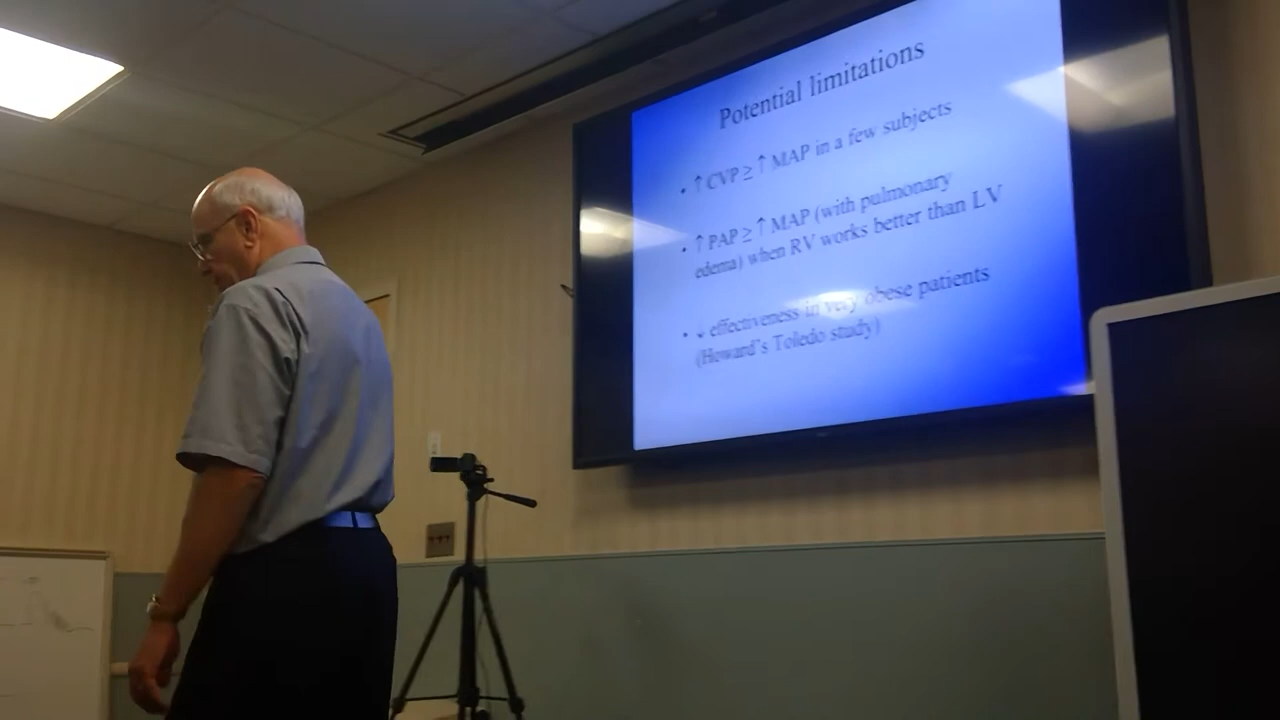 Potential limitations
• ↑ CVP ≥ ↑ MAP in a few subjects
• ↑ PAP ≥ ↑ MAP (with pulmonary
edema) when RV works better than LV
• ↓ effectiveness in very obese patients
(Howard's Toledo study)